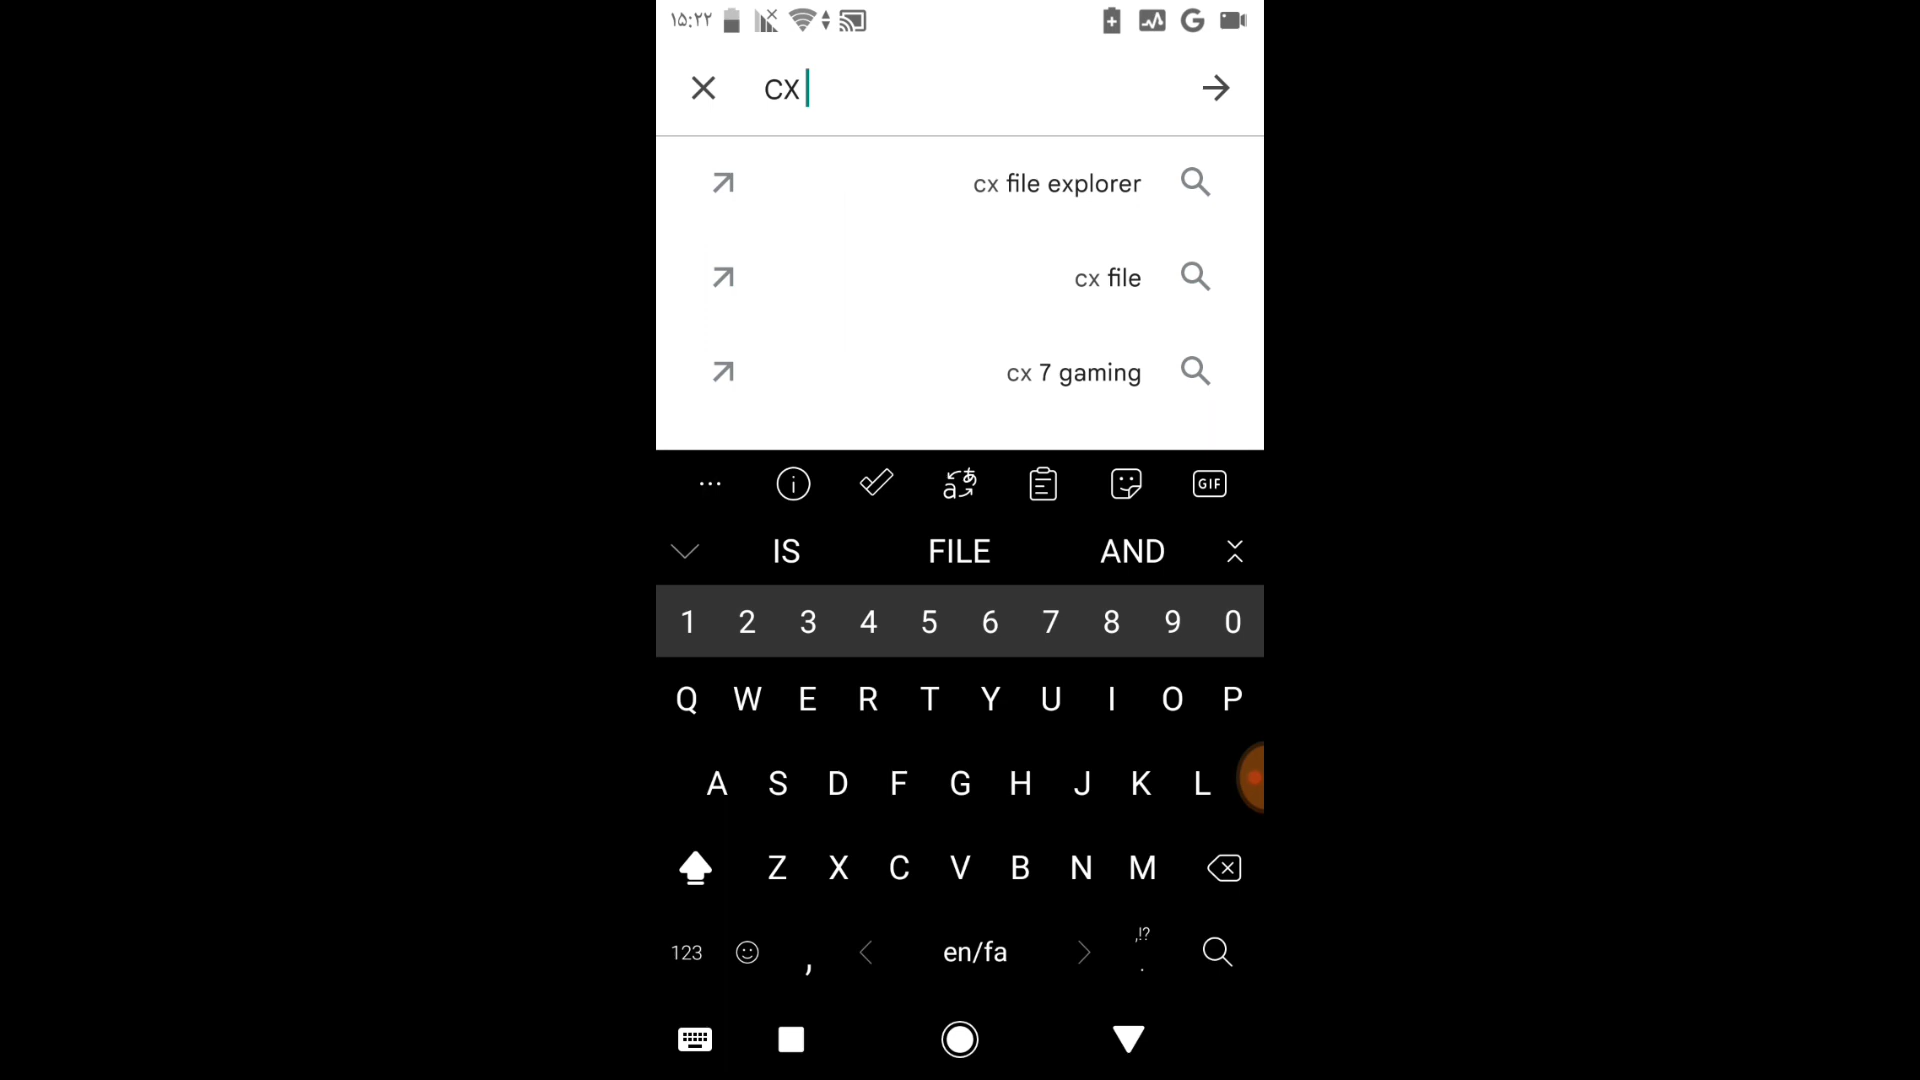 ۱۵:۲۲
CX
cx file explorer
cx file
cx 7 gaming
GIF
IS FILE AND
1 2 3 4 5 6 7 8 9 0
Q W E R T Y U I O P
A S D F G H J K L
Z X C V B N M
123 , en/fa ,!? .